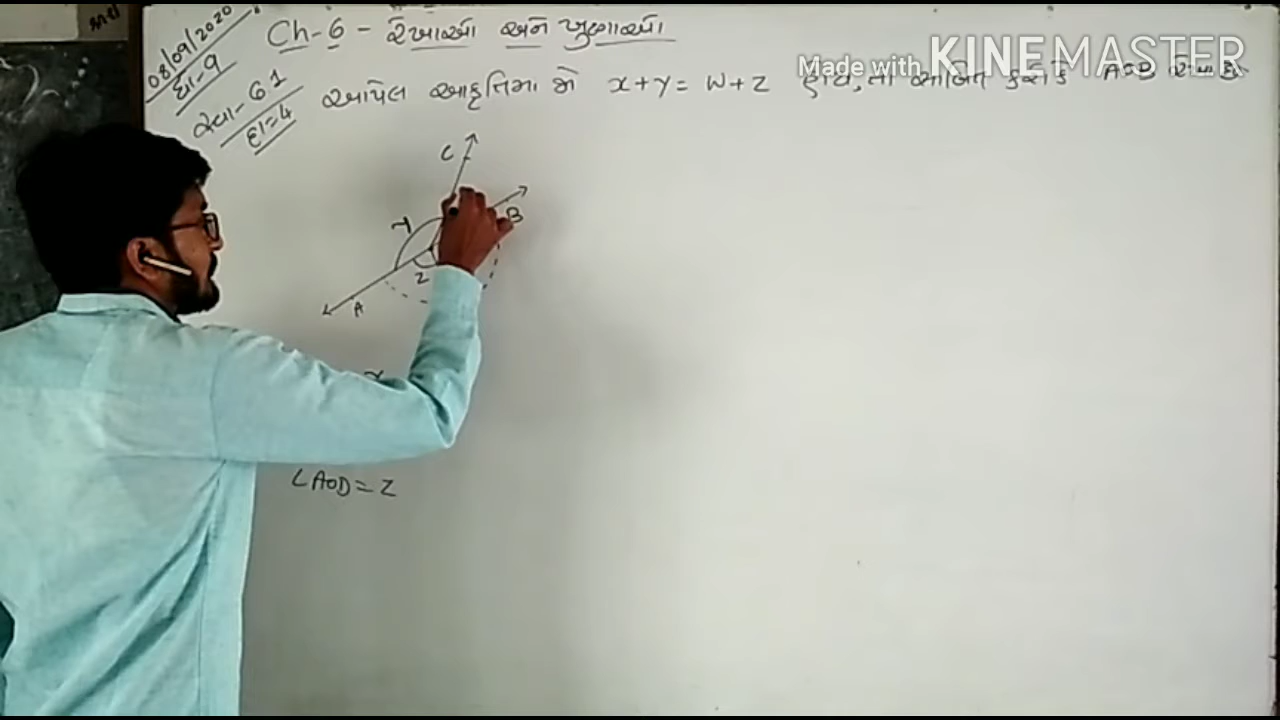 08/09/2020
ધો-9
સ્વા-6.1
દા=4
Ch-6 - રેખાઓ અને ખૂણાઓ
Made with KINEMASTER
આપેલ આકૃતિમાં જો x+y = w+z હોય, તો સાબિત કરો કે AOB રેખા છે
C
B
y
z
A
x
∠AOD = z